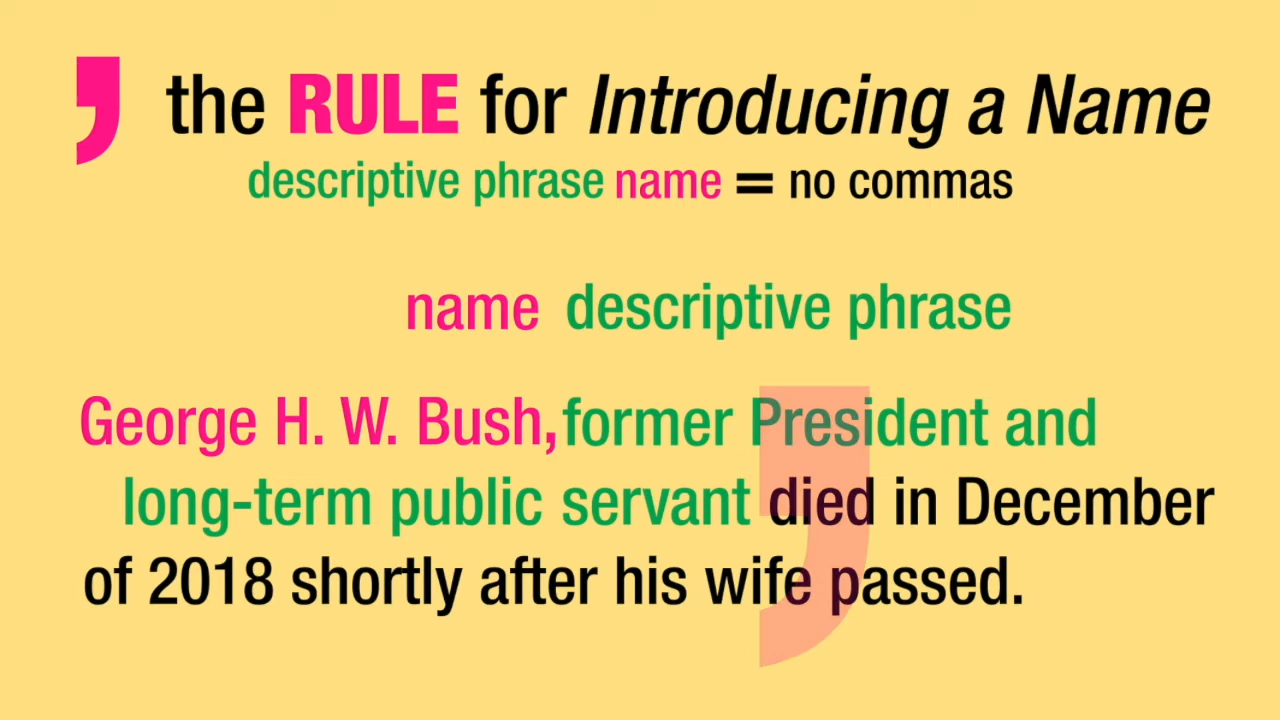 , the RULE for Introducing a Name
descriptive phrase name = no commas
name descriptive phrase
George H. W. Bush, former President and
long-term public servant died in December
of 2018 shortly after his wife passed.
,